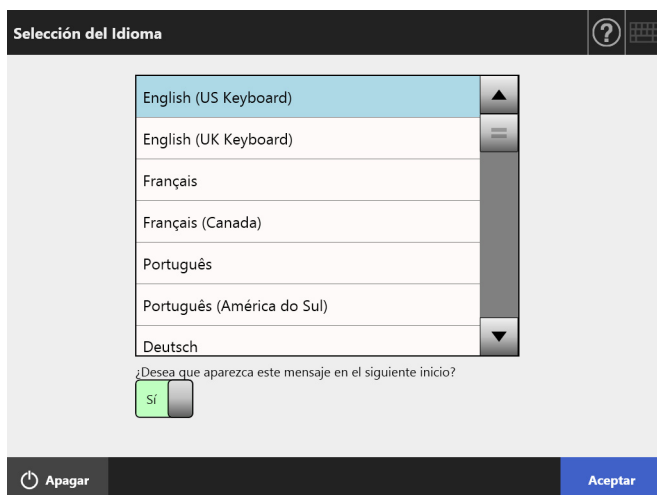 Selección del Idioma
?
English (US Keyboard)
English (UK Keyboard)
Français
Français (Canada)
Português
Português (América do Sul)
Deutsch
¿Desea que aparezca este mensaje en el siguiente inicio?
Sí
Apagar
Aceptar